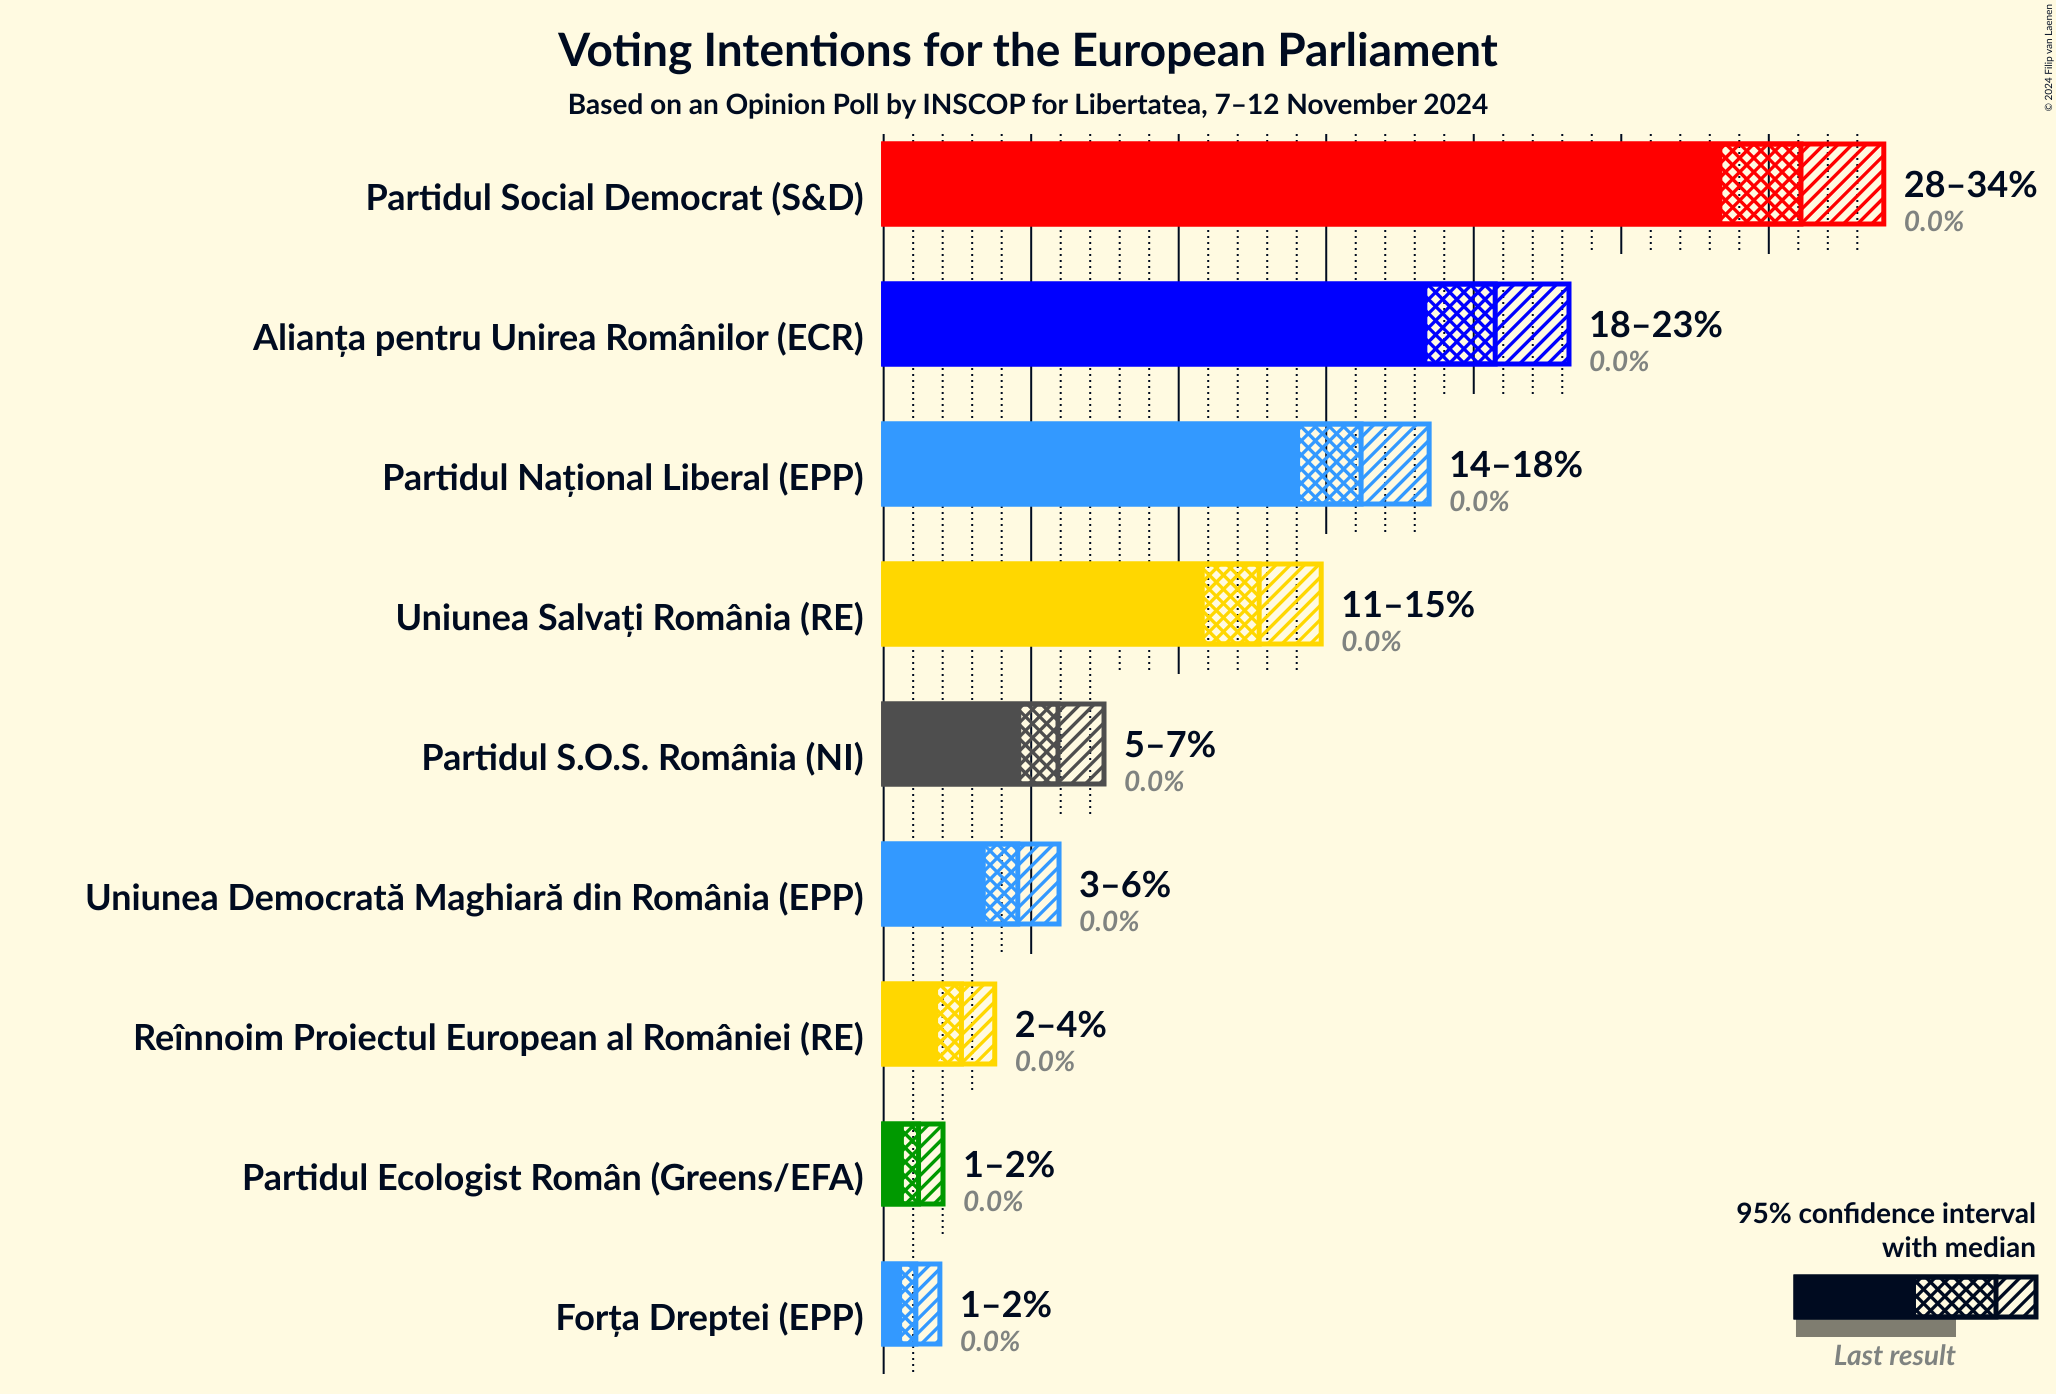 Voting Intentions for the European Parliament
Based on an Opinion Poll by INSCOP for Libertatea, 7–12 November 2024
© 2024 Filip van Laenen
Partidul Social Democrat (S&D)
28–34%
0.0%
Alianța pentru Unirea Românilor (ECR)
18–23%
0.0%
Partidul Național Liberal (EPP)
14–18%
0.0%
Uniunea Salvați România (RE)
11–15%
0.0%
Partidul S.O.S. România (NI)
5–7%
0.0%
Uniunea Democrată Maghiară din România (EPP)
3–6%
0.0%
Reînnoim Proiectul European al României (RE)
2–4%
0.0%
Partidul Ecologist Român (Greens/EFA)
1–2%
0.0%
Forța Dreptei (EPP)
1–2%
0.0%
95% confidence interval
with median
Last result